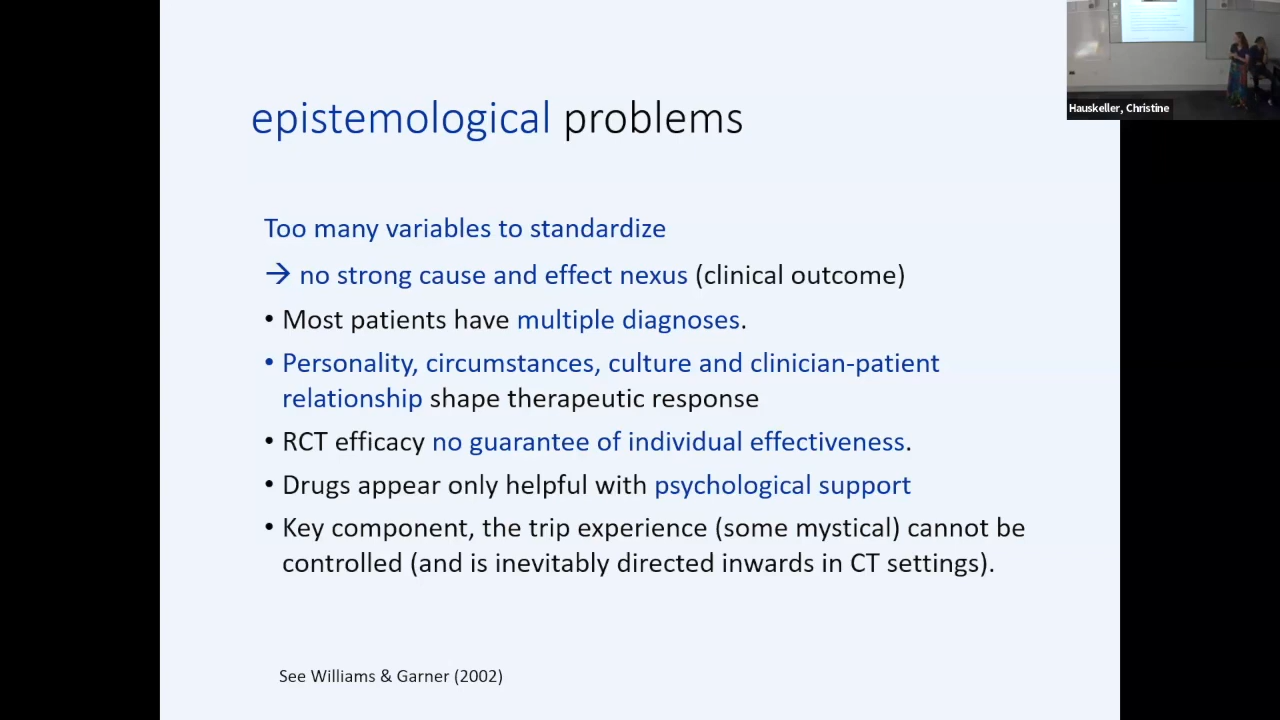 epistemological problems
Hauskeller, Christine
Too many variables to standardize
→ no strong cause and effect nexus (clinical outcome)
• Most patients have multiple diagnoses.
• Personality, circumstances, culture and clinician-patient
relationship shape therapeutic response
• RCT efficacy no guarantee of individual effectiveness.
• Drugs appear only helpful with psychological support
• Key component, the trip experience (some mystical) cannot be
controlled (and is inevitably directed inwards in CT settings).
See Williams & Garner (2002)